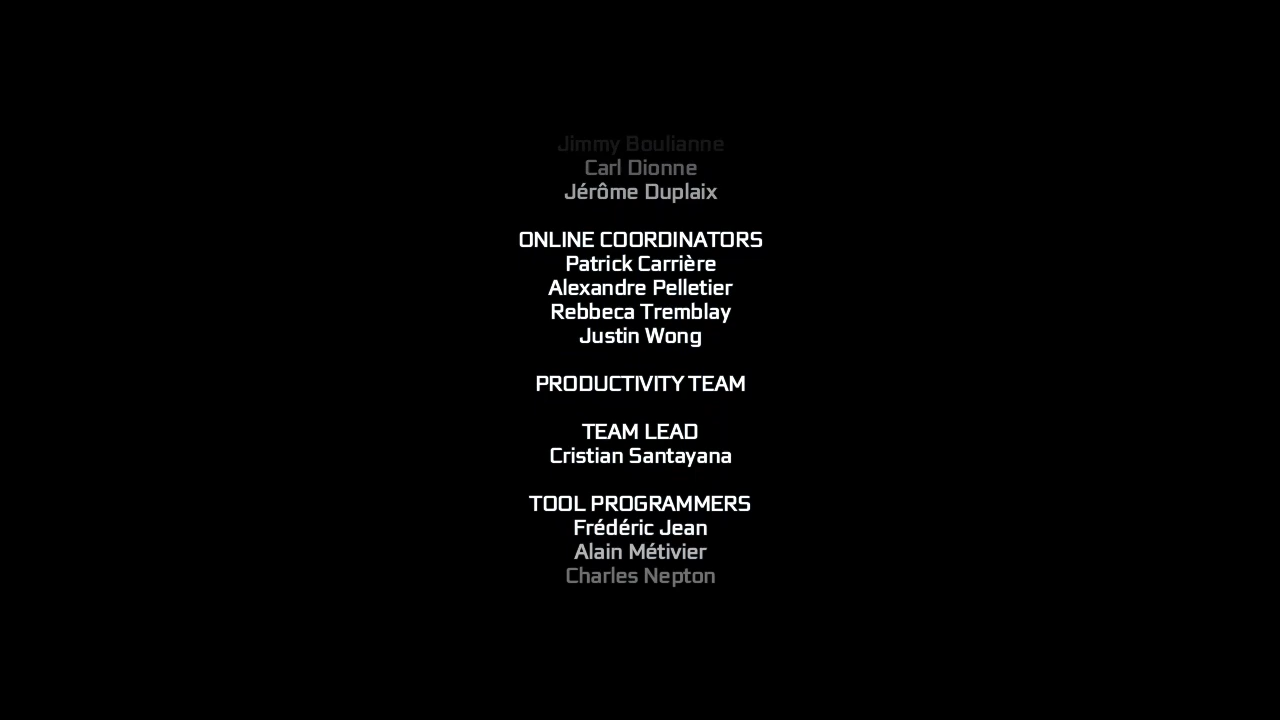 Jimmy Boulianne
Carl Dionne
Jérôme Duplaix
ONLINE COORDINATORS
Patrick Carrière
Alexandre Pelletier
Rebbeca Tremblay
Justin Wong
PRODUCTIVITY TEAM
TEAM LEAD
Cristian Santayana
TOOL PROGRAMMERS
Frédéric Jean
Alain Métivier
Charles Nepton